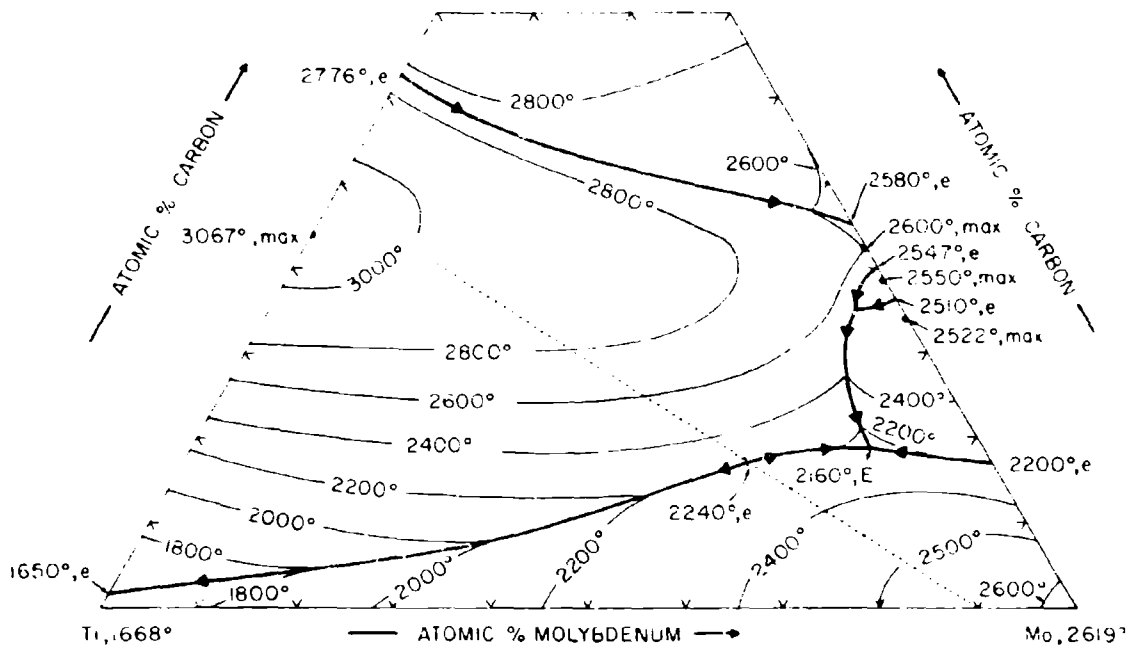 2776°,e
2800°
ATOMIC % CARBON
2600°
2580°,e
ATOMIC % CARBON
2800°
2600°,max
3067°,max
2547°,e
3000°
2550°,max
2510°,e
2522°,max
2800°
2600°
2400°
2400°
2200°
2200°
2160°,E
2200°,e
2240°,e
2000°
1800°
2200°
2400°
2500°
1650°,e
1800°
2000°
2600°
Ti,1668°
ATOMIC % MOLYBDENUM
Mo,2619°